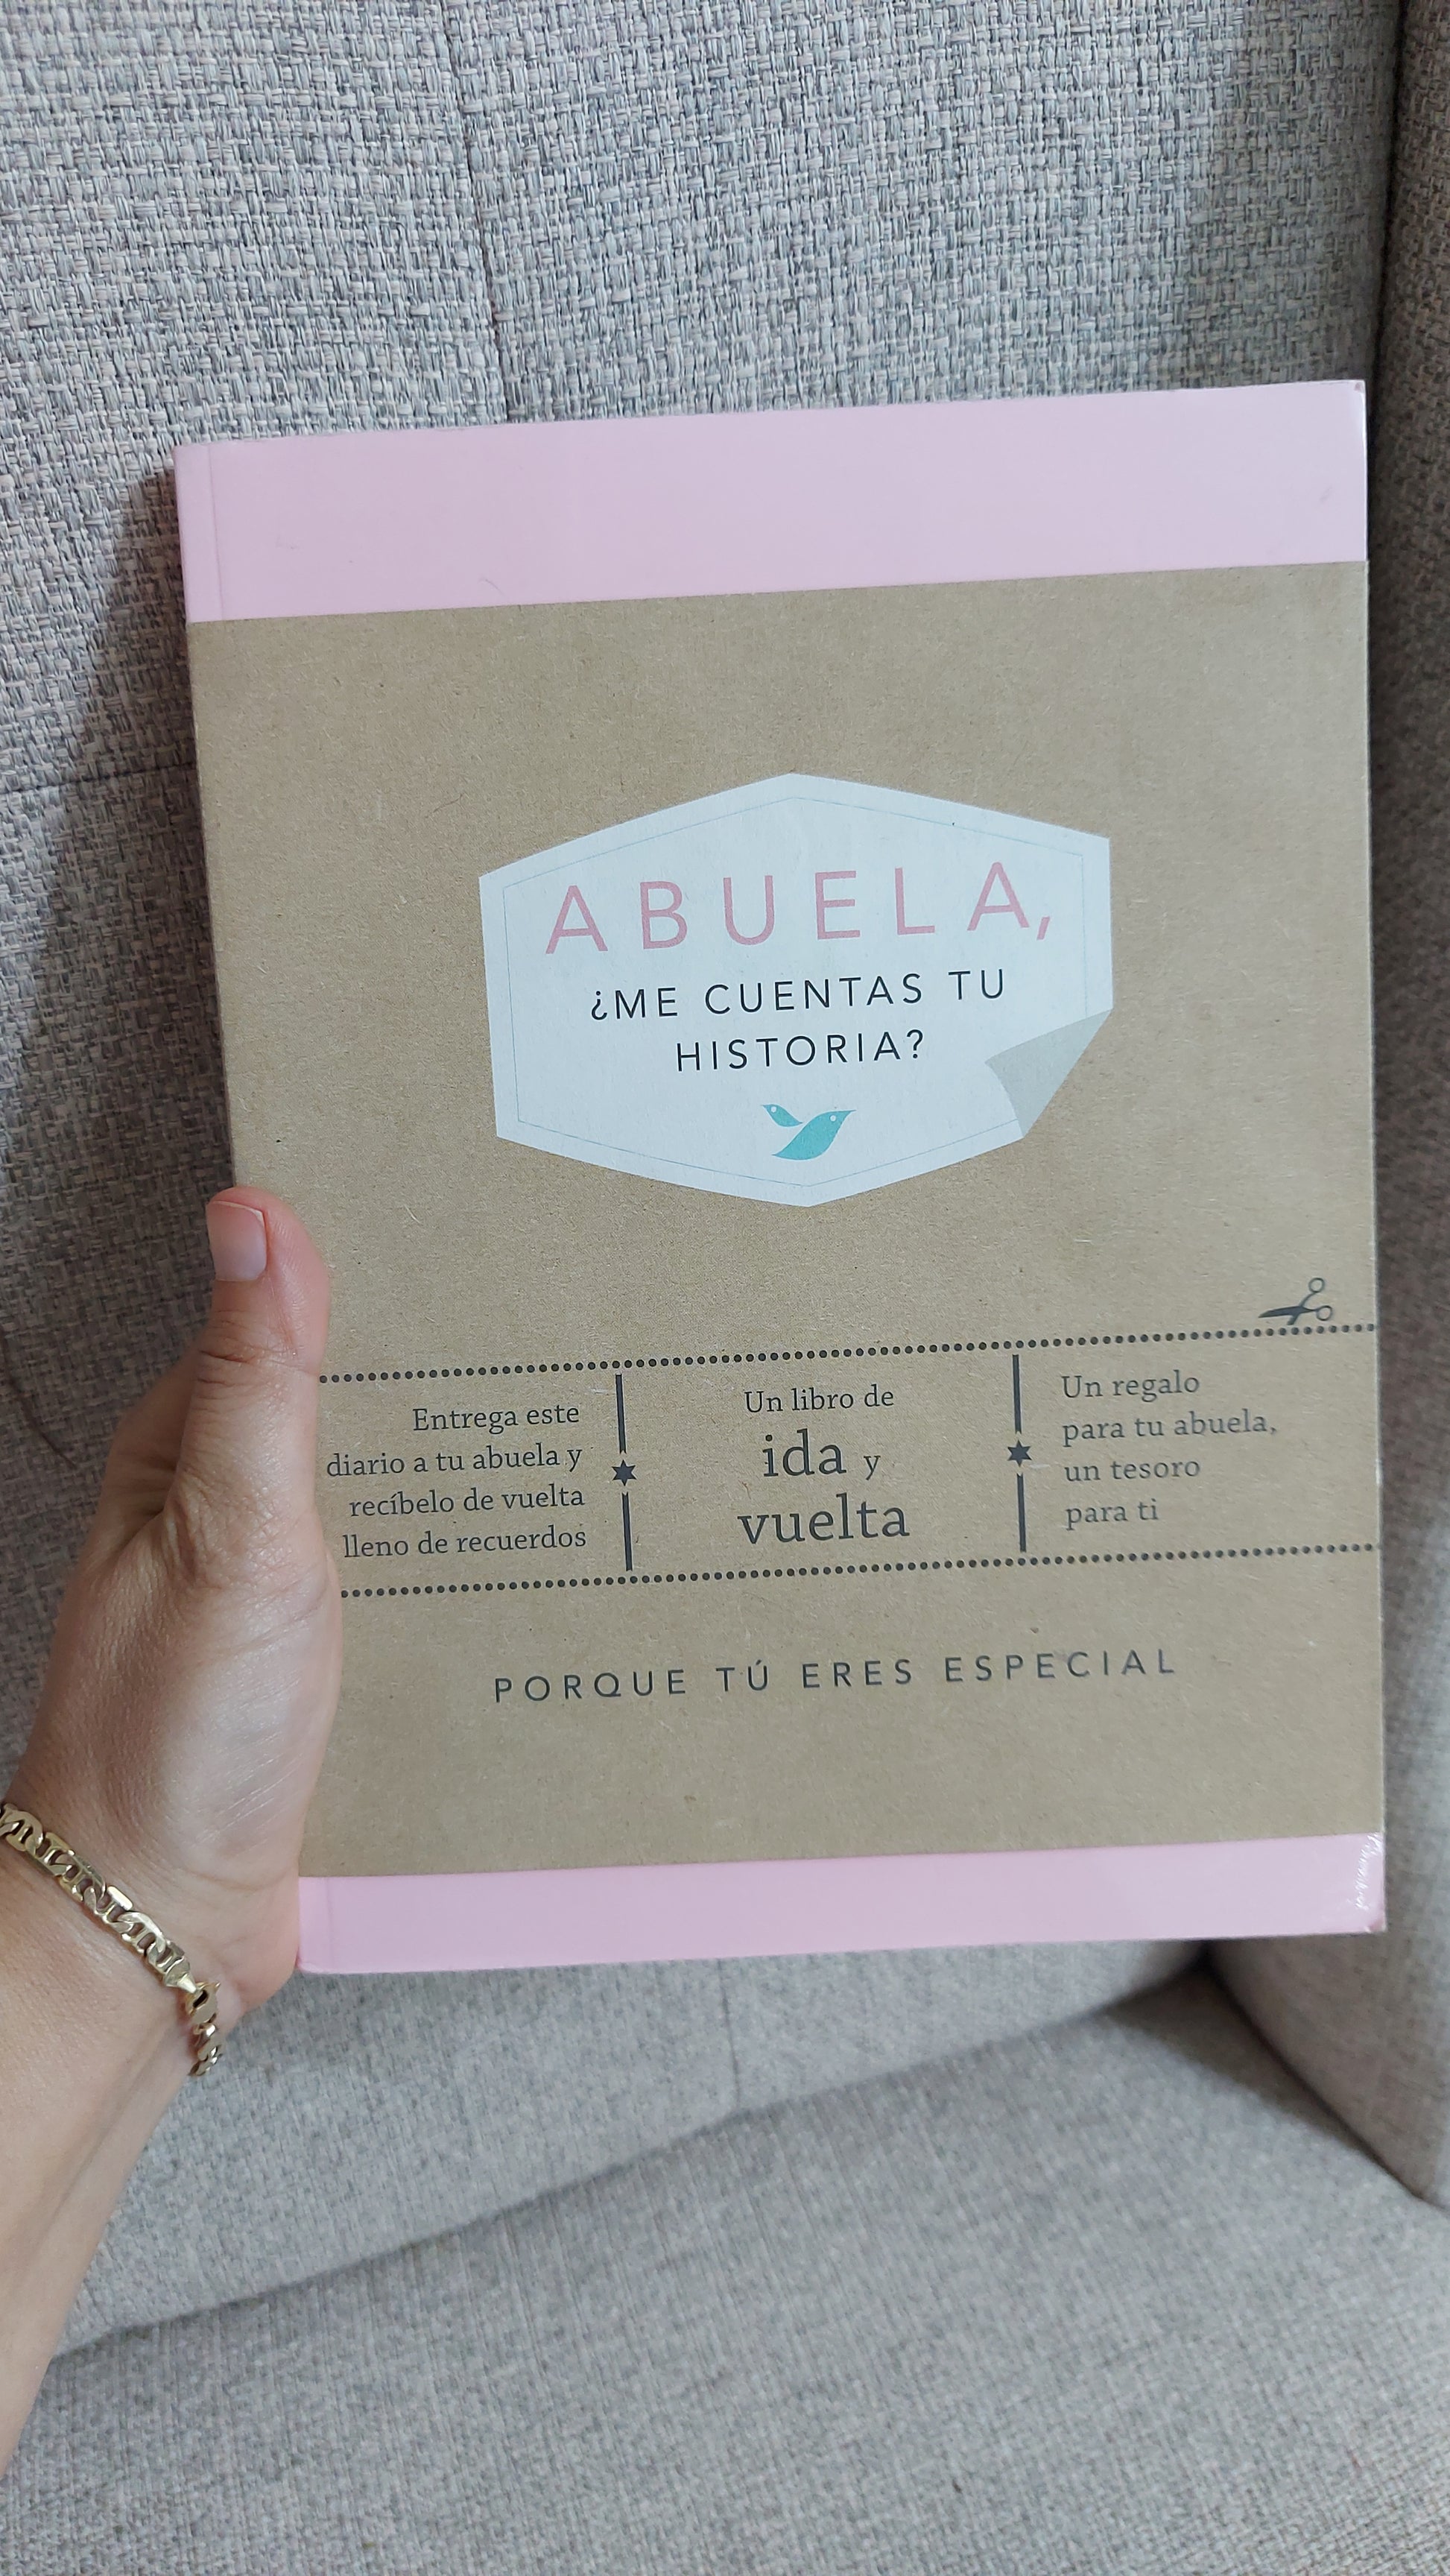 ABUELA,
¿ME CUENTAS TU
HISTORIA?
Entrega este
diario a tu abuela y
recíbelo de vuelta
lleno de recuerdos
Un libro de
ida y
vuelta
Un regalo
para tu abuela,
un tesoro
para ti
PORQUE TÚ ERES ESPECIAL